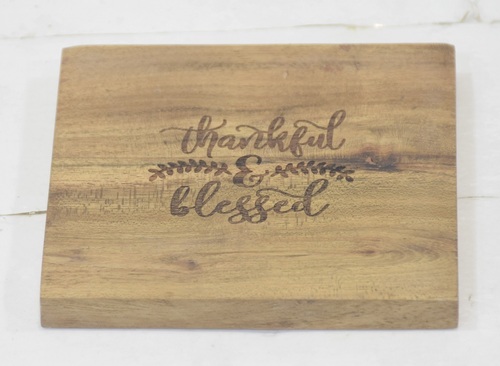 thankful
&
blessed